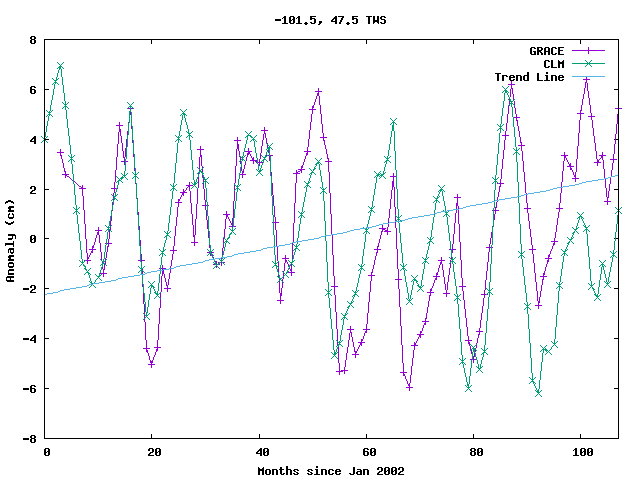 -101.5, 47.5 TWS
GRACE
CLM
Trend Line
8
6
4
2
0
-2
-4
-6
-8
Anomaly (cm)
0 20 40 60 80 100
Months since Jan 2002